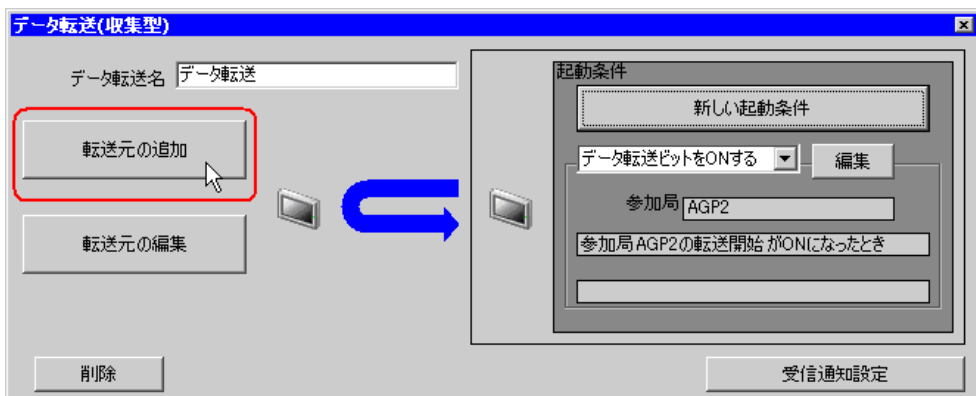 データ転送(収集型)
データ転送名 データ転送
転送元の追加
転送元の編集
起動条件
新しい起動条件
データ転送ビットをONする 編集
参加局 AGP2
参加局AGP2の転送開始 がONになったとき
削除
受信通知設定